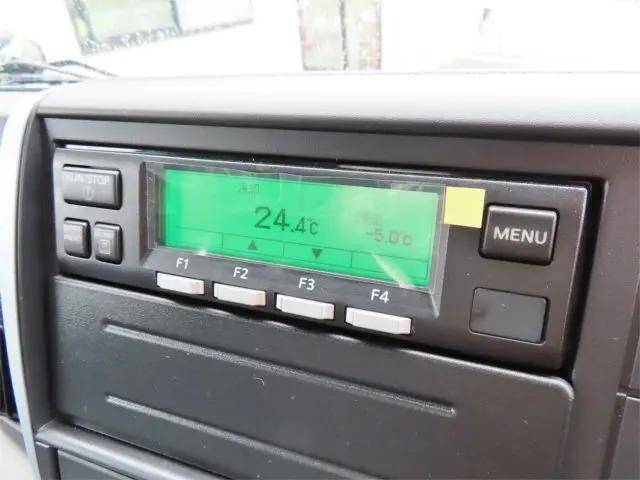 RUN/STOP
24.4℃
-5.0℃
▲ ▼
MENU
F1
F2
F3
F4